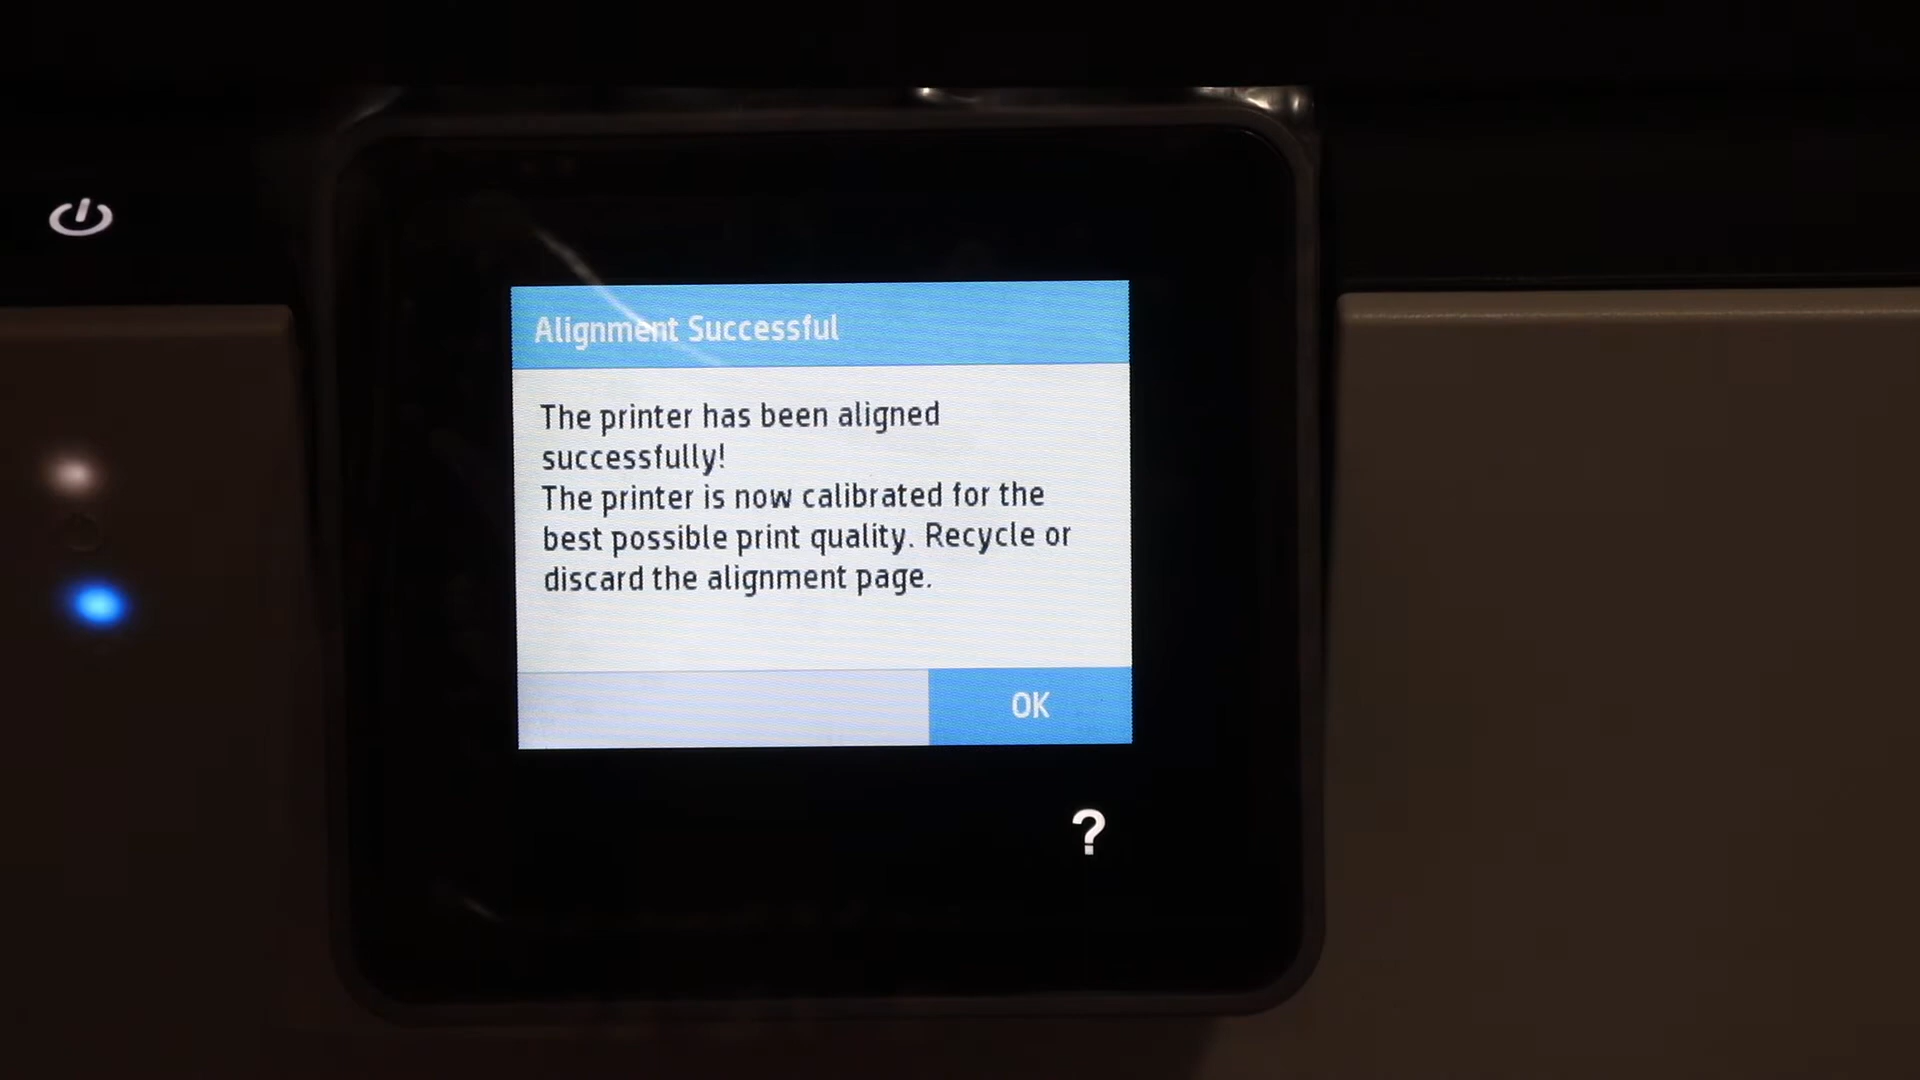 Alignment Successful
The printer has been aligned
successfully!
The printer is now calibrated for the
best possible print quality. Recycle or
discard the alignment page.
OK
?